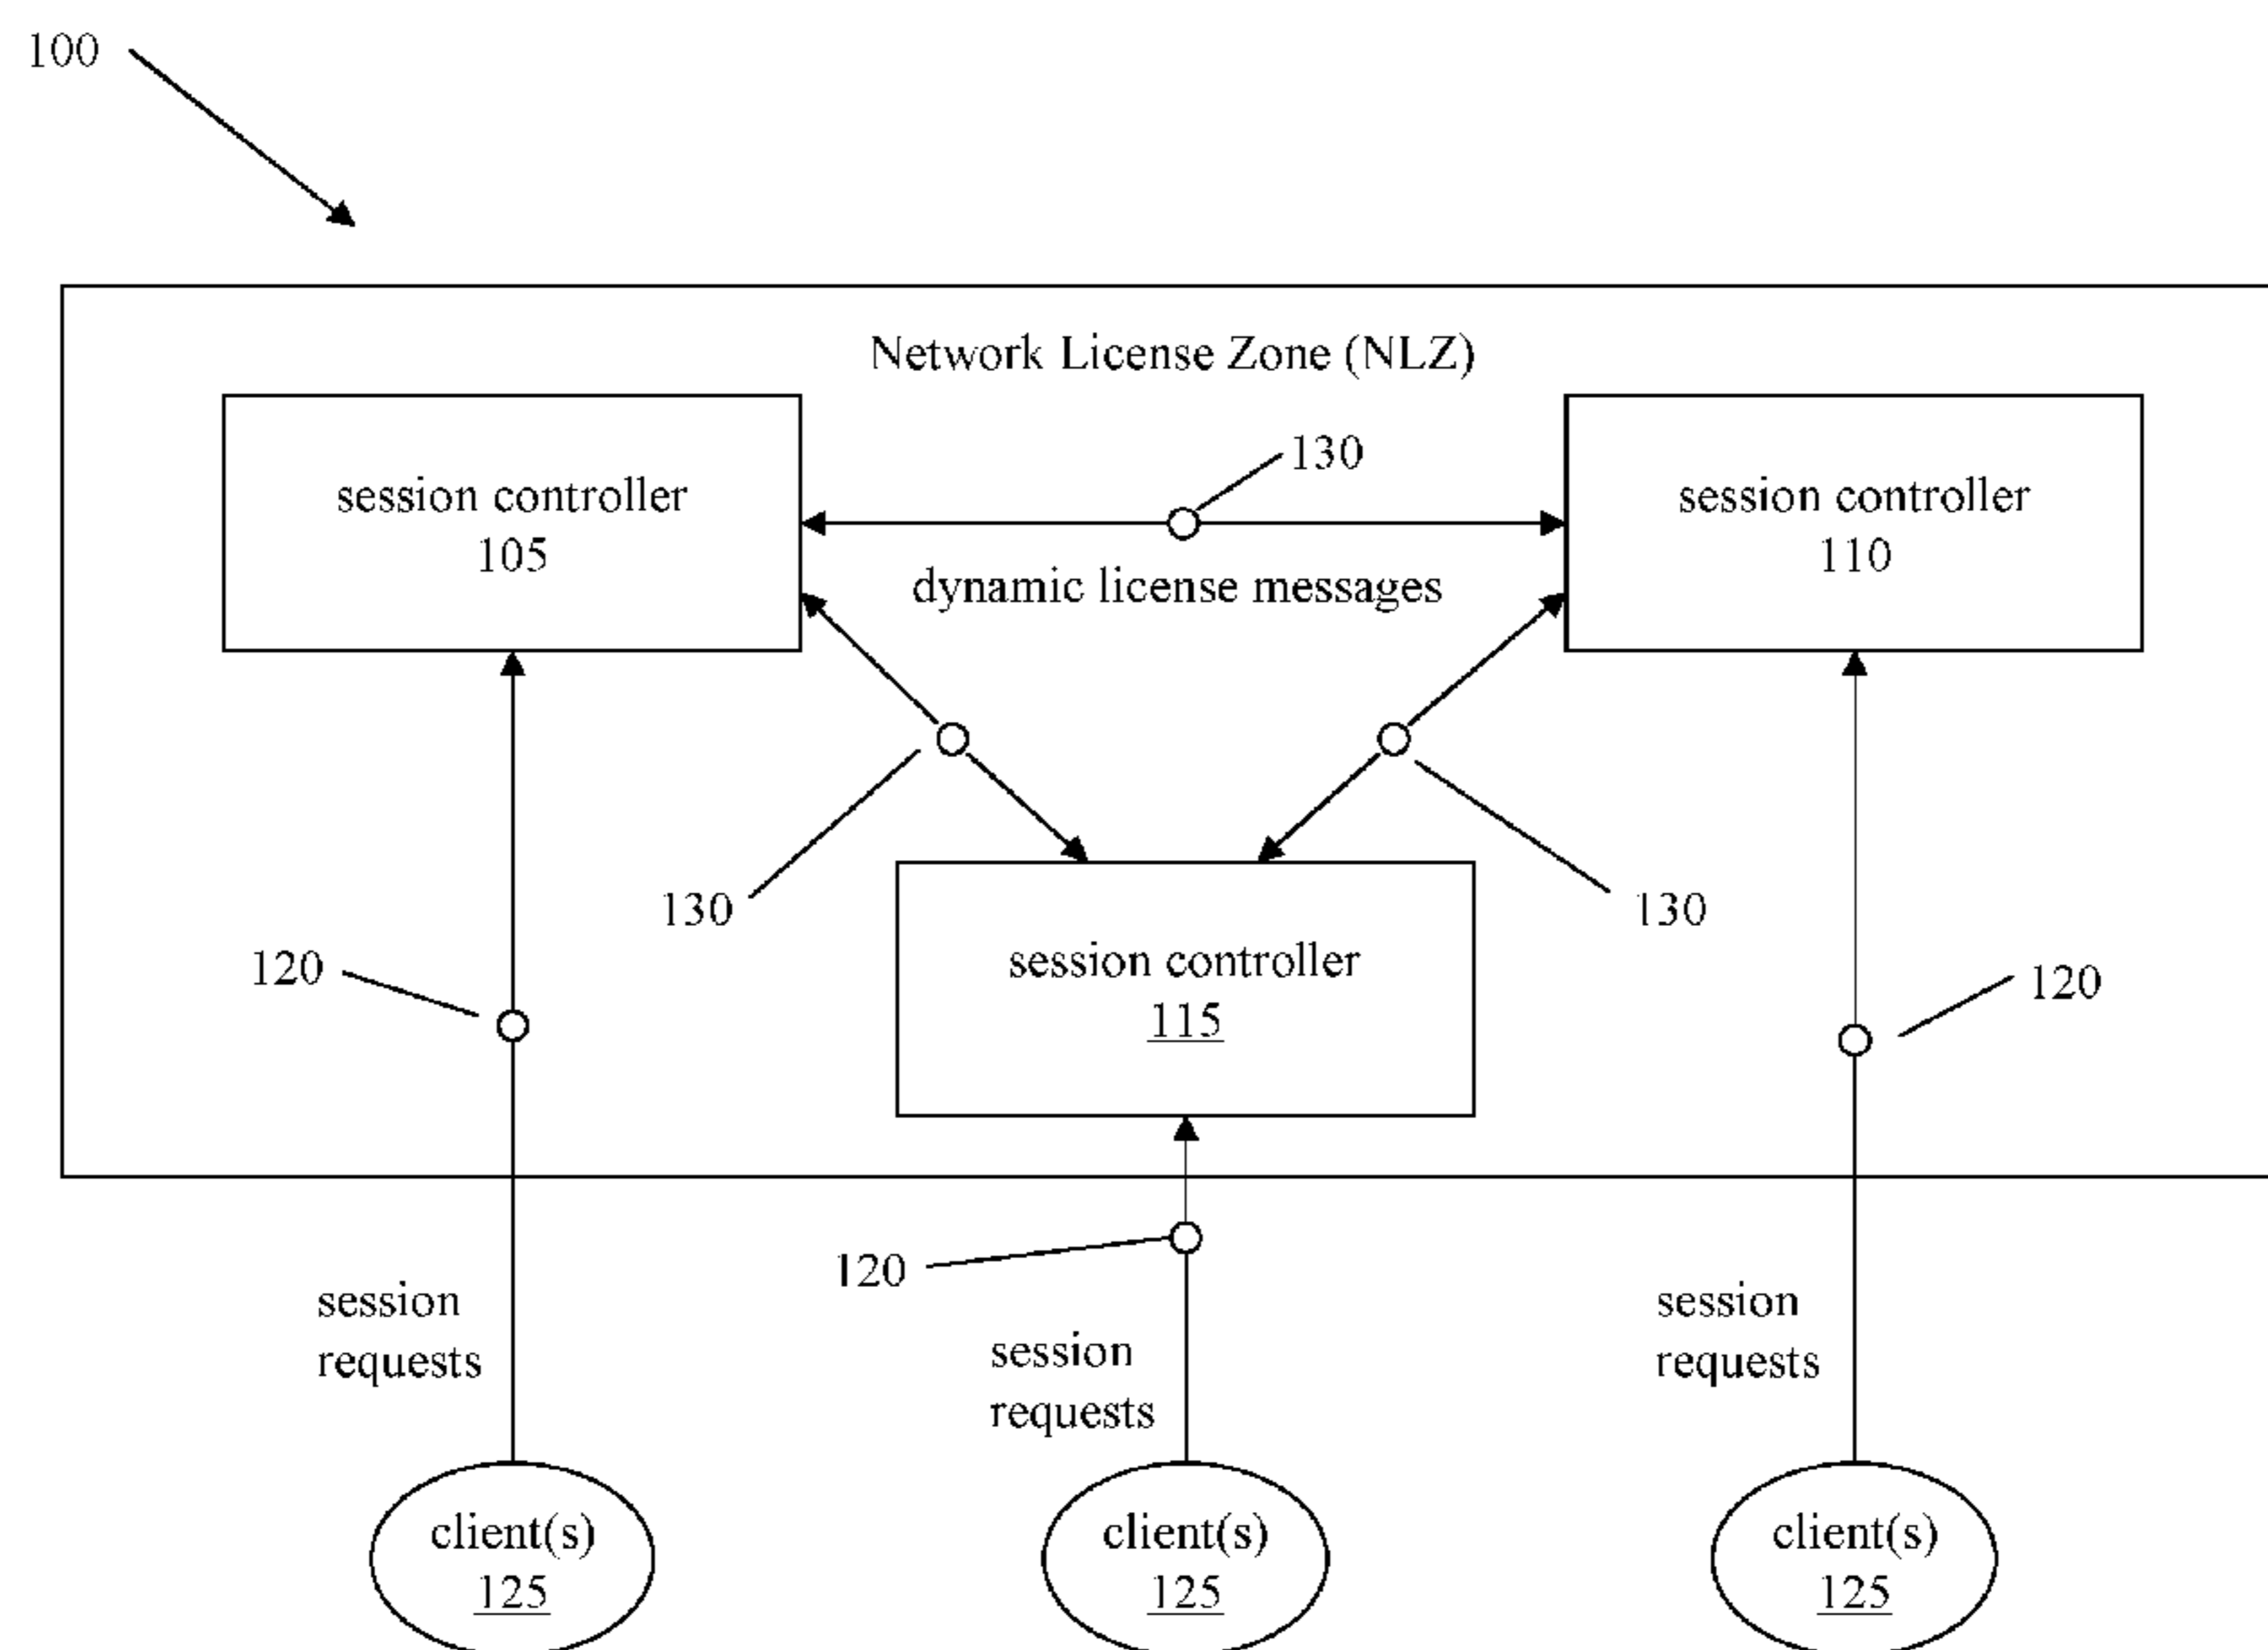 100
Network License Zone (NLZ)
130
session controller
105
session controller
110
dynamic license messages
130
130
session controller
115
120
120
120
session
requests
session
requests
session
requests
client(s)
125
client(s)
125
client(s)
125